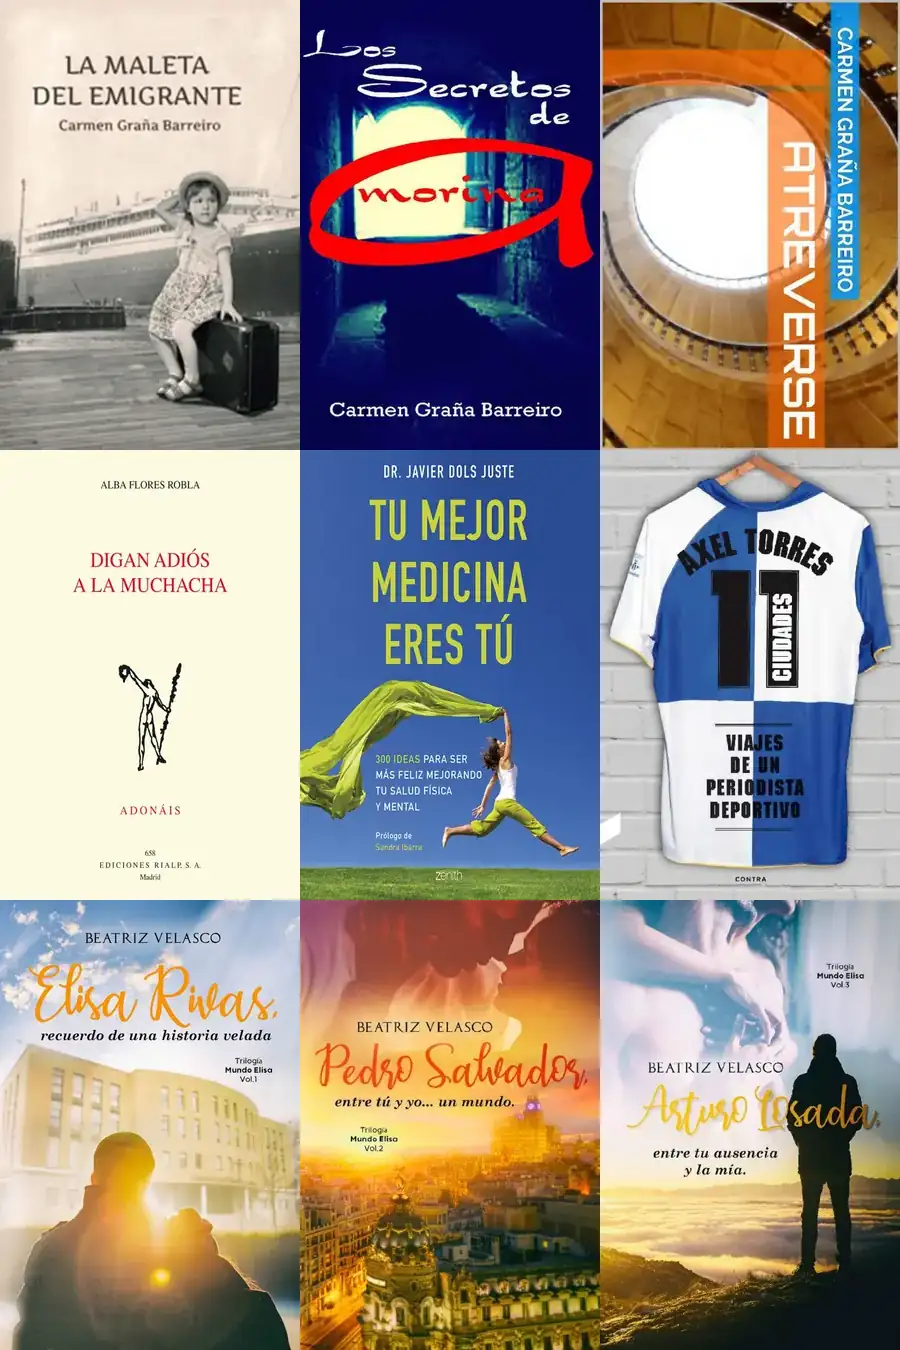 LA MALETA
DEL EMIGRANTE
Carmen Graña Barreiro
Los
Secretos
de
morina
Carmen Graña Barreiro
CARMEN GRAÑA BARREIRO
ATREVERSE
ALBA FLORES ROBLA
DIGAN ADIÓS
A LA MUCHACHA
ADONÁIS
658
EDICIONES RIALP, S. A.
Madrid
DR. JAVIER DOLS JUSTE
TU MEJOR
MEDICINA
ERES TÚ
300 IDEAS PARA SER
MÁS FELIZ MEJORANDO
TU SALUD FÍSICA
Y MENTAL
Prólogo de
Sandra Ibarra
zenith
AXEL TORRES
11
CIUDADES
VIAJES
DE UN
PERIODISTA
DEPORTIVO
CONTRA
BEATRIZ VELASCO
Elisa Rivas,
recuerdo de una historia velada
Trilogía
Mundo Elisa
Vol.1
BEATRIZ VELASCO
Pedro Salvador,
entre tú y yo... un mundo.
Trilogía
Mundo Elisa
Vol.2
Trilogía
Mundo Elisa
Vol.3
BEATRIZ VELASCO
Arturo Losada,
entre tu ausencia
y la mía.